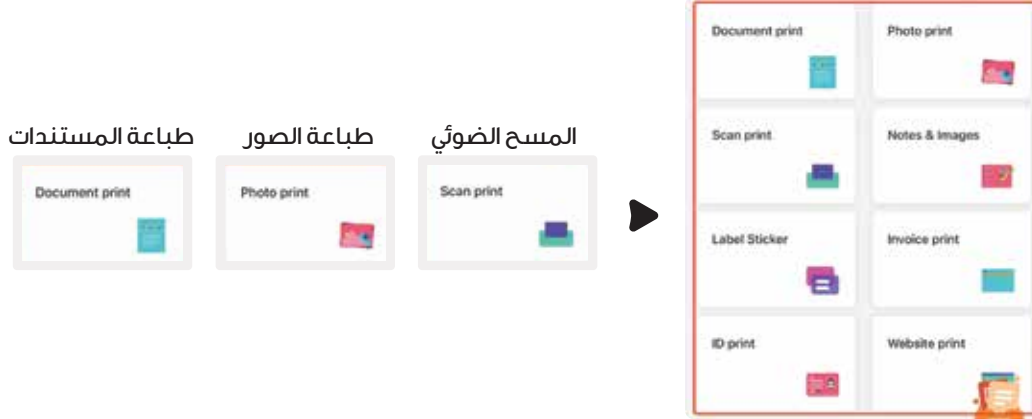 طباعة المستندات
طباعة الصور
المسح الضوئي
Document print
Photo print
Scan print
Document print
Photo print
Scan print
Notes & Images
Label Sticker
Invoice print
ID print
Website print